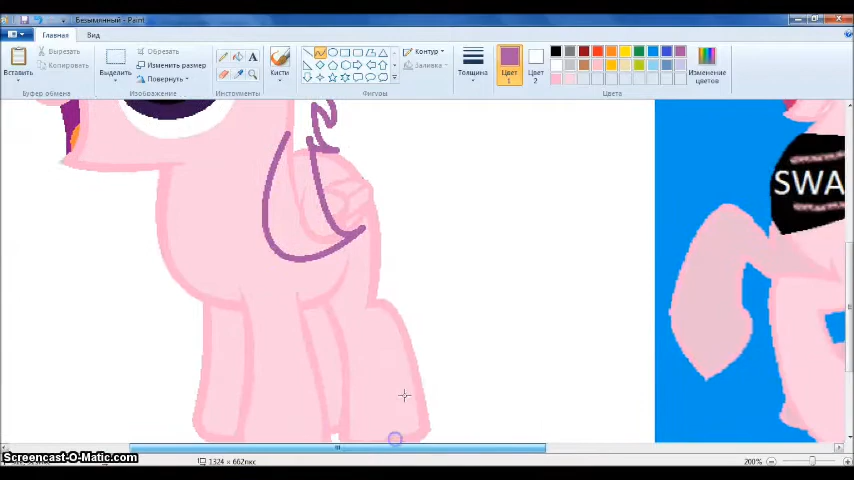 Безымянный - Paint
Главная Вид
Вставить
Вырезать
Копировать
Буфер обмена
Выделить
Обрезать
Изменить размер
Повернуть
Изображение
Инструменты
Кисти
Контур
Заливка
Фигуры
Толщина
Цвет 1
Цвет 2
Изменение цветов
Цвета
SWA
Screencast-O-Matic.com
1324 × 662пкс
200%